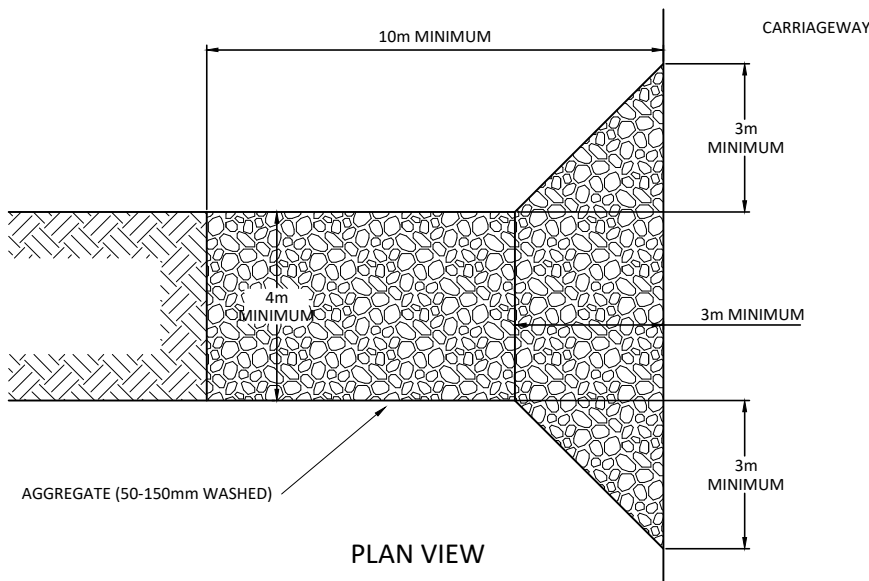 10m MINIMUM
CARRIAGEWAY
3m
MINIMUM
4m
MINIMUM
3m MINIMUM
3m
MINIMUM
AGGREGATE (50-150mm WASHED)
PLAN VIEW